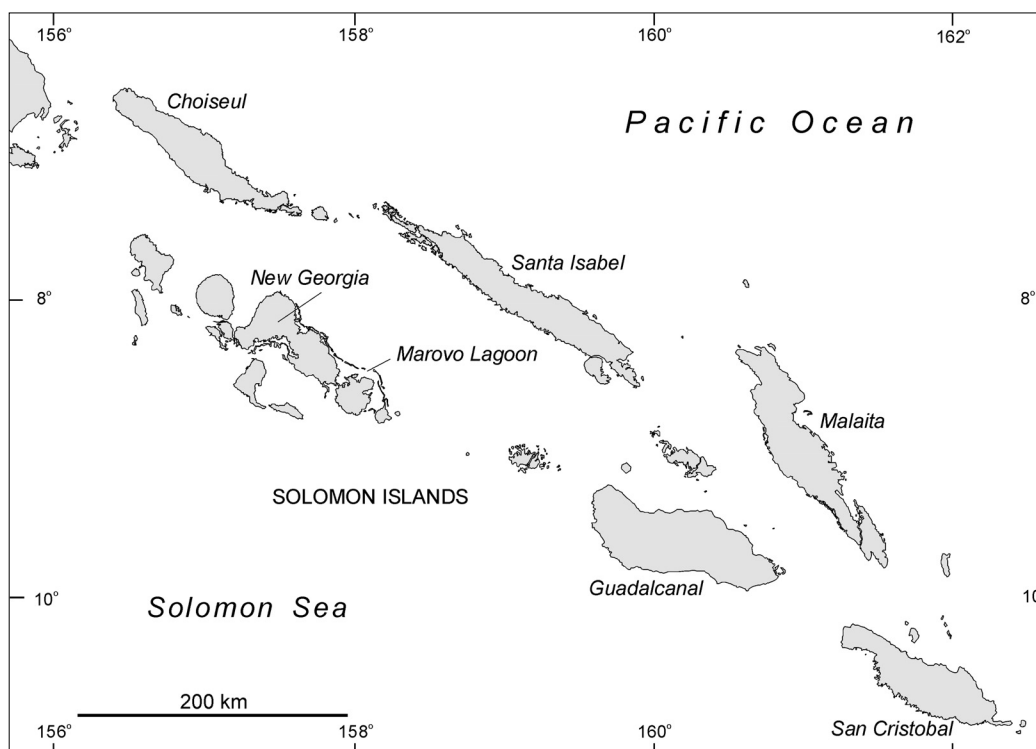 156° 158° 160° 162°
Choiseul
Pacific Ocean
Santa Isabel
New Georgia
8° 8°
Marovo Lagoon
Malaita
SOLOMON ISLANDS
Guadalcanal
10° 10
Solomon Sea
200 km
San Cristobal
156° 158° 160°